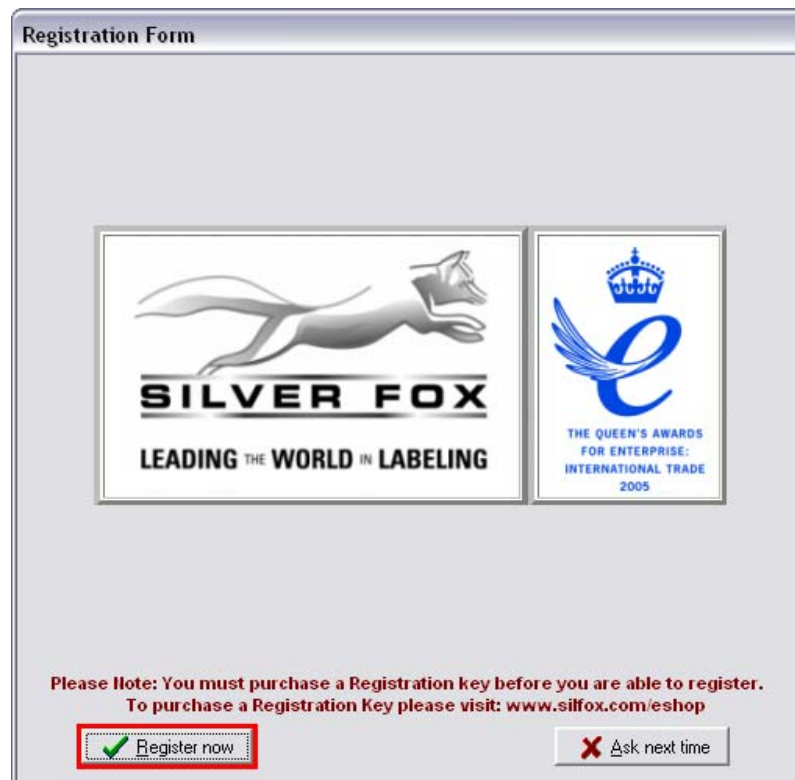 Registration Form
SILVER FOX
LEADING THE WORLD IN LABELING
THE QUEEN'S AWARDS
FOR ENTERPRISE:
INTERNATIONAL TRADE
2005
Please Note: You must purchase a Registration key before you are able to register.
To purchase a Registration Key please visit: www.silfox.com/eshop
Register now
Ask next time